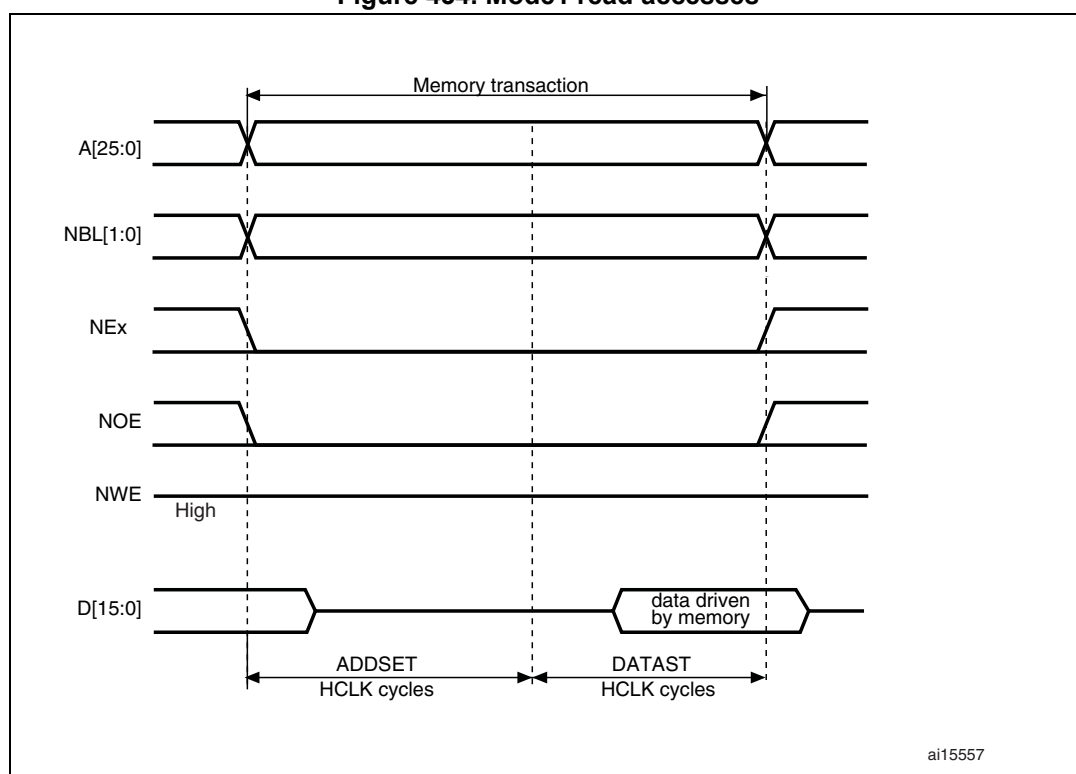 Memory transaction
A[25:0]
NBL[1:0]
NEx
NOE
NWE
High
D[15:0]
data driven
by memory
ADDSET
DATAST
HCLK cycles
HCLK cycles
ai15557